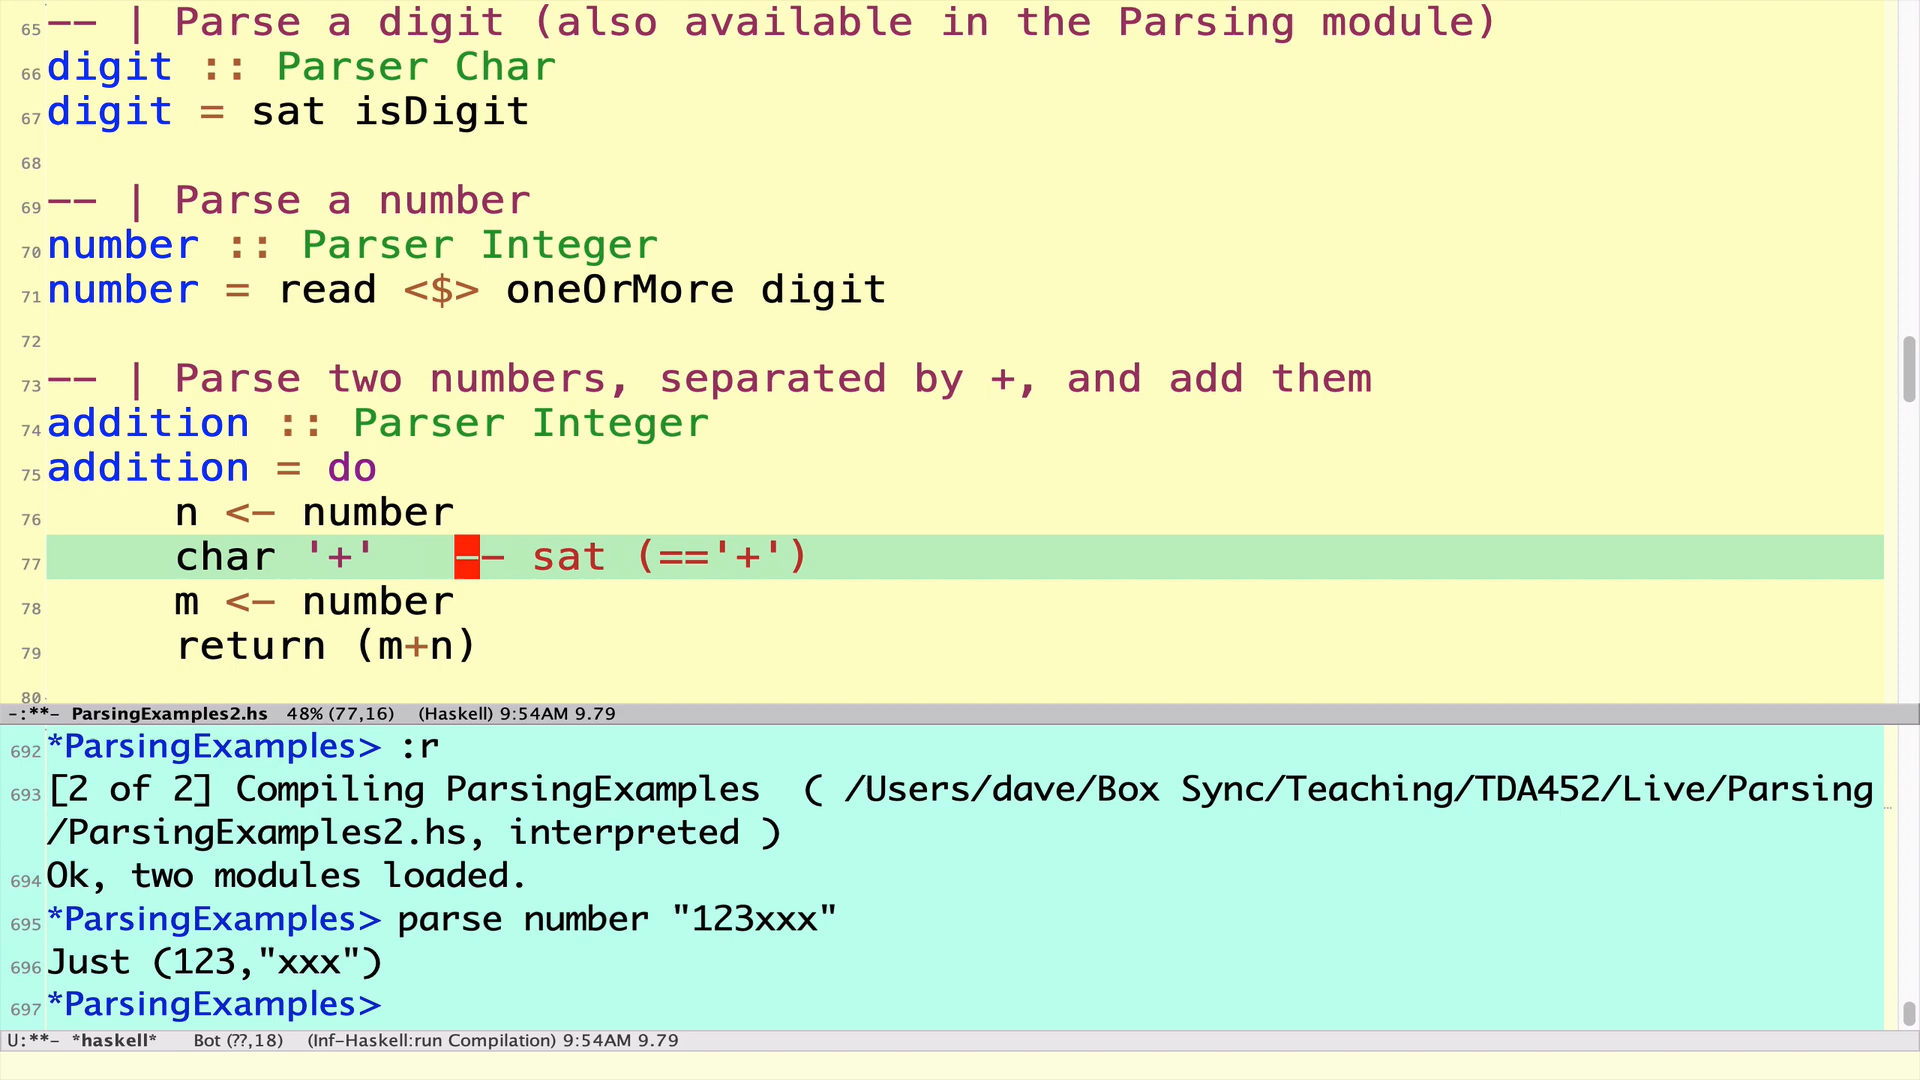 65 -- | Parse a digit (also available in the Parsing module)
66 digit :: Parser Char
67 digit = sat isDigit
68
69 -- | Parse a number
70 number :: Parser Integer
71 number = read <$> oneOrMore digit
72
73 -- | Parse two numbers, separated by +, and add them
74 addition :: Parser Integer
75 addition = do
76      n <- number
77      char '+'   -- sat (=='+')
78      m <- number
79      return (m+n)
80
-:**-  ParsingExamples2.hs   48% (77,16)   (Haskell) 9:54AM 9.79
692 *ParsingExamples> :r
693 [2 of 2] Compiling ParsingExamples  ( /Users/dave/Box Sync/Teaching/TDA452/Live/Parsing
/ParsingExamples2.hs, interpreted )
694 Ok, two modules loaded.
695 *ParsingExamples> parse number "123xxx"
696 Just (123,"xxx")
697 *ParsingExamples>
U:**-  *haskell*      Bot (??,18)    (Inf-Haskell:run Compilation) 9:54AM 9.79